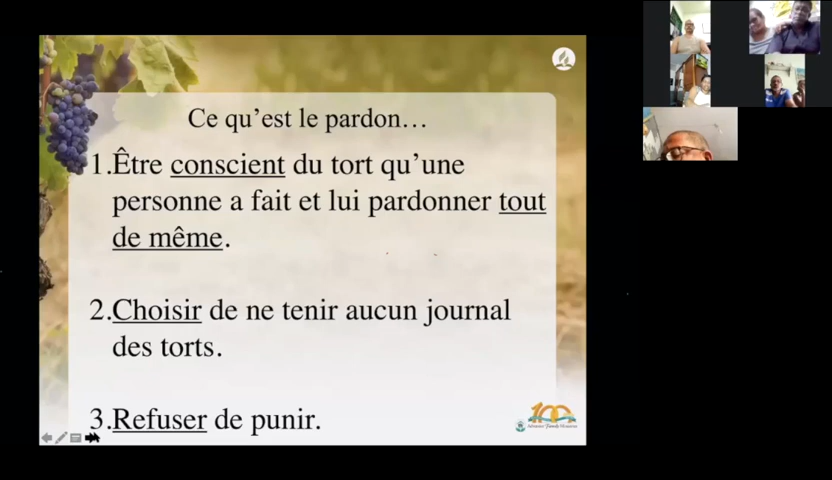 Ce qu'est le pardon...
1.Être conscient du tort qu'une
personne a fait et lui pardonner tout
de même.
2.Choisir de ne tenir aucun journal
des torts.
3.Refuser de punir.
100